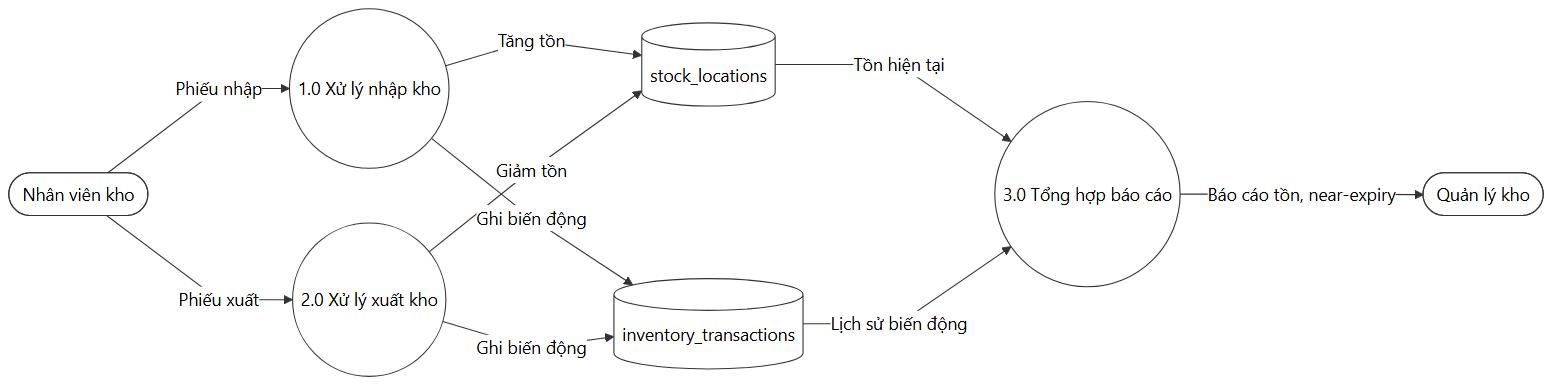 Nhân viên kho
Phiếu nhập
Phiếu xuất
1.0 Xử lý nhập kho
2.0 Xử lý xuất kho
Tăng tồn
Giảm tồn
Ghi biến động
Ghi biến động
stock_locations
inventory_transactions
Tồn hiện tại
Lịch sử biến động
3.0 Tổng hợp báo cáo
Báo cáo tồn, near-expiry
Quản lý kho